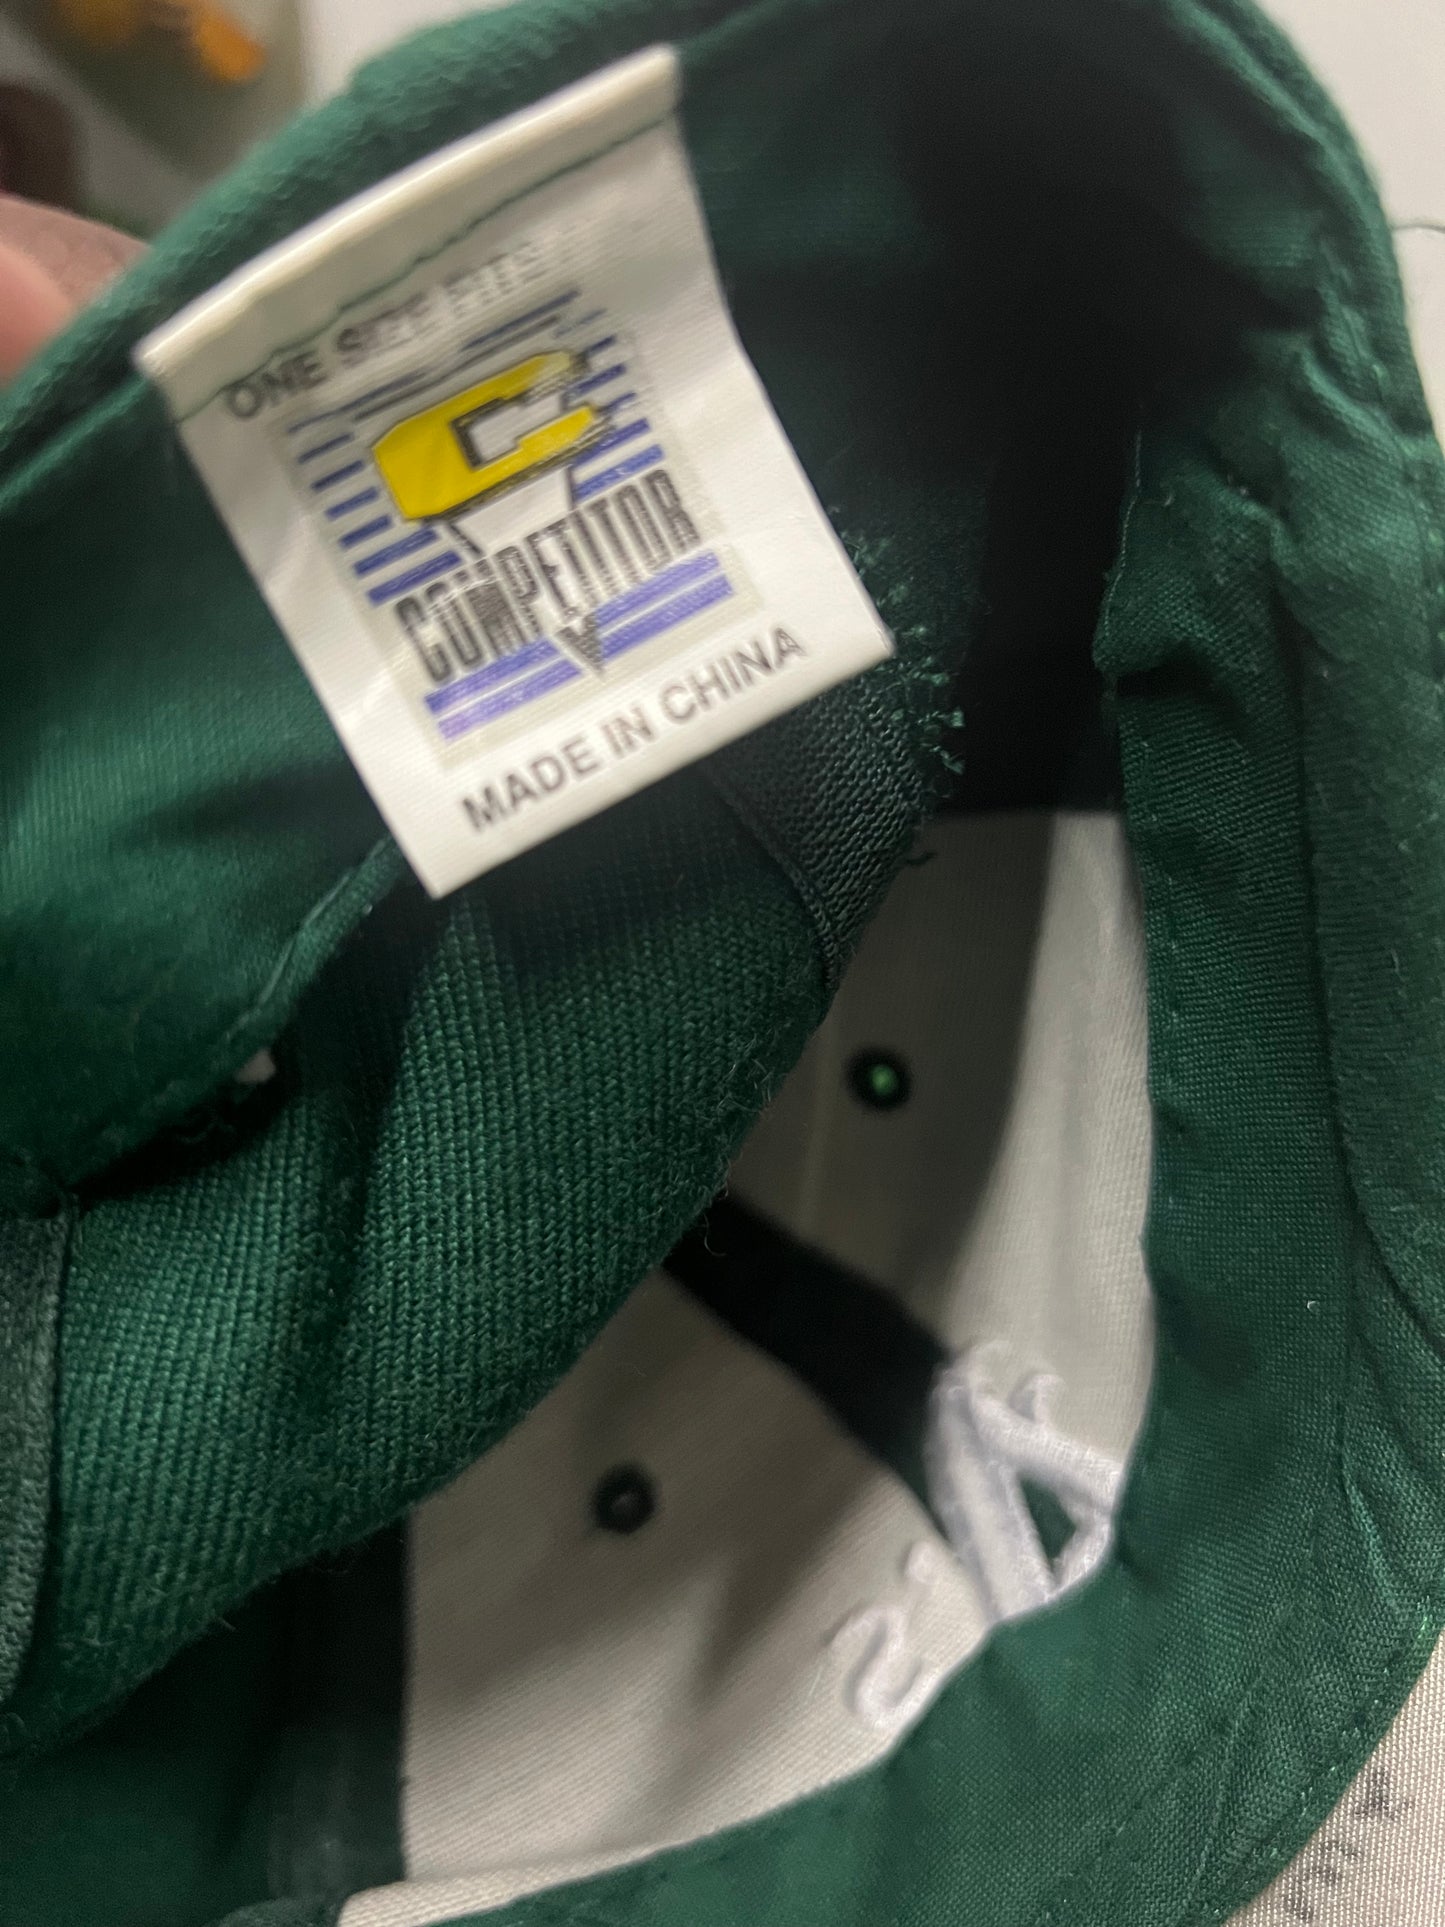 ONE SIZE FITS
C
COMPETITOR
MADE IN CHINA
A's